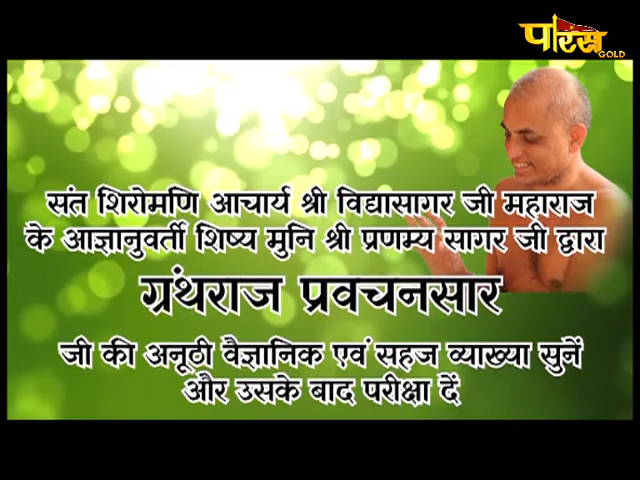 पारस
GOLD
संत शिरोमणि आचार्य श्री विद्यासागर जी महाराज
के आज्ञानुवर्ती शिष्य मुनि श्री प्रणम्य सागर जी द्वारा
ग्रंथराज प्रवचनसार
जी की अनूठी वैज्ञानिक एवं सहज व्याख्या सुनें
और उसके बाद परीक्षा दें